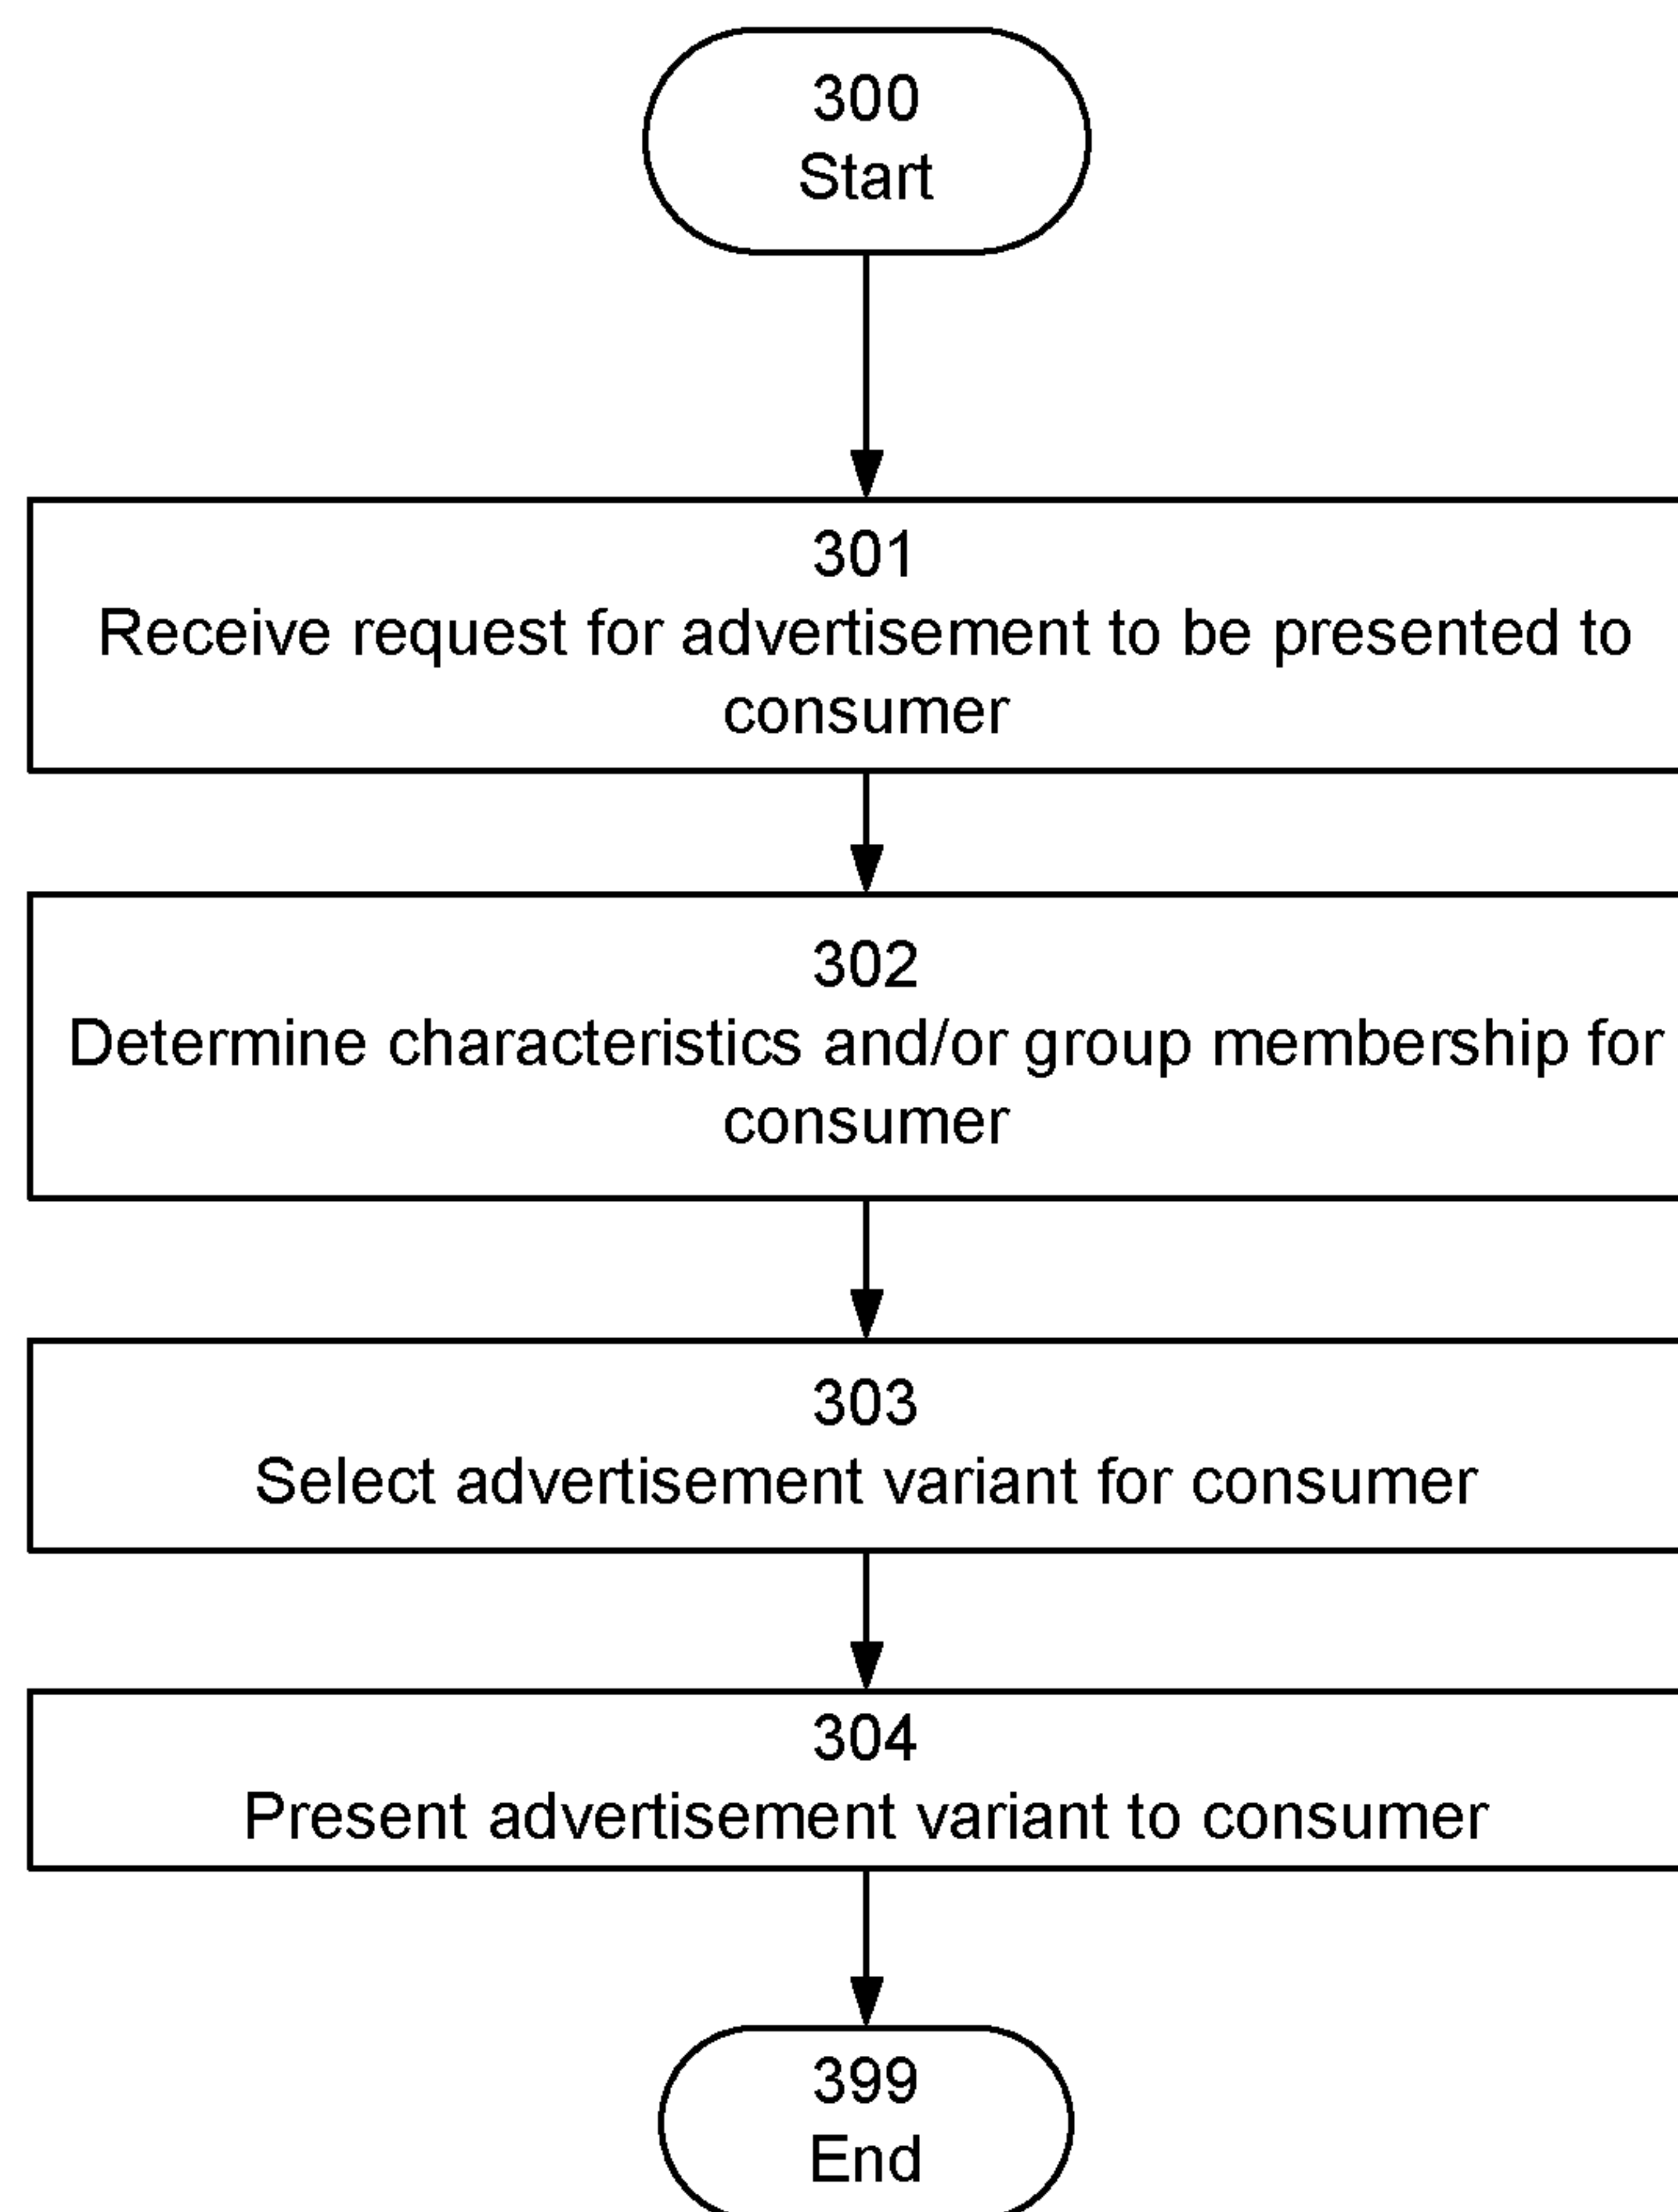 300
Start
301
Receive request for advertisement to be presented to
consumer
302
Determine characteristics and/or group membership for
consumer
303
Select advertisement variant for consumer
304
Present advertisement variant to consumer
399
End